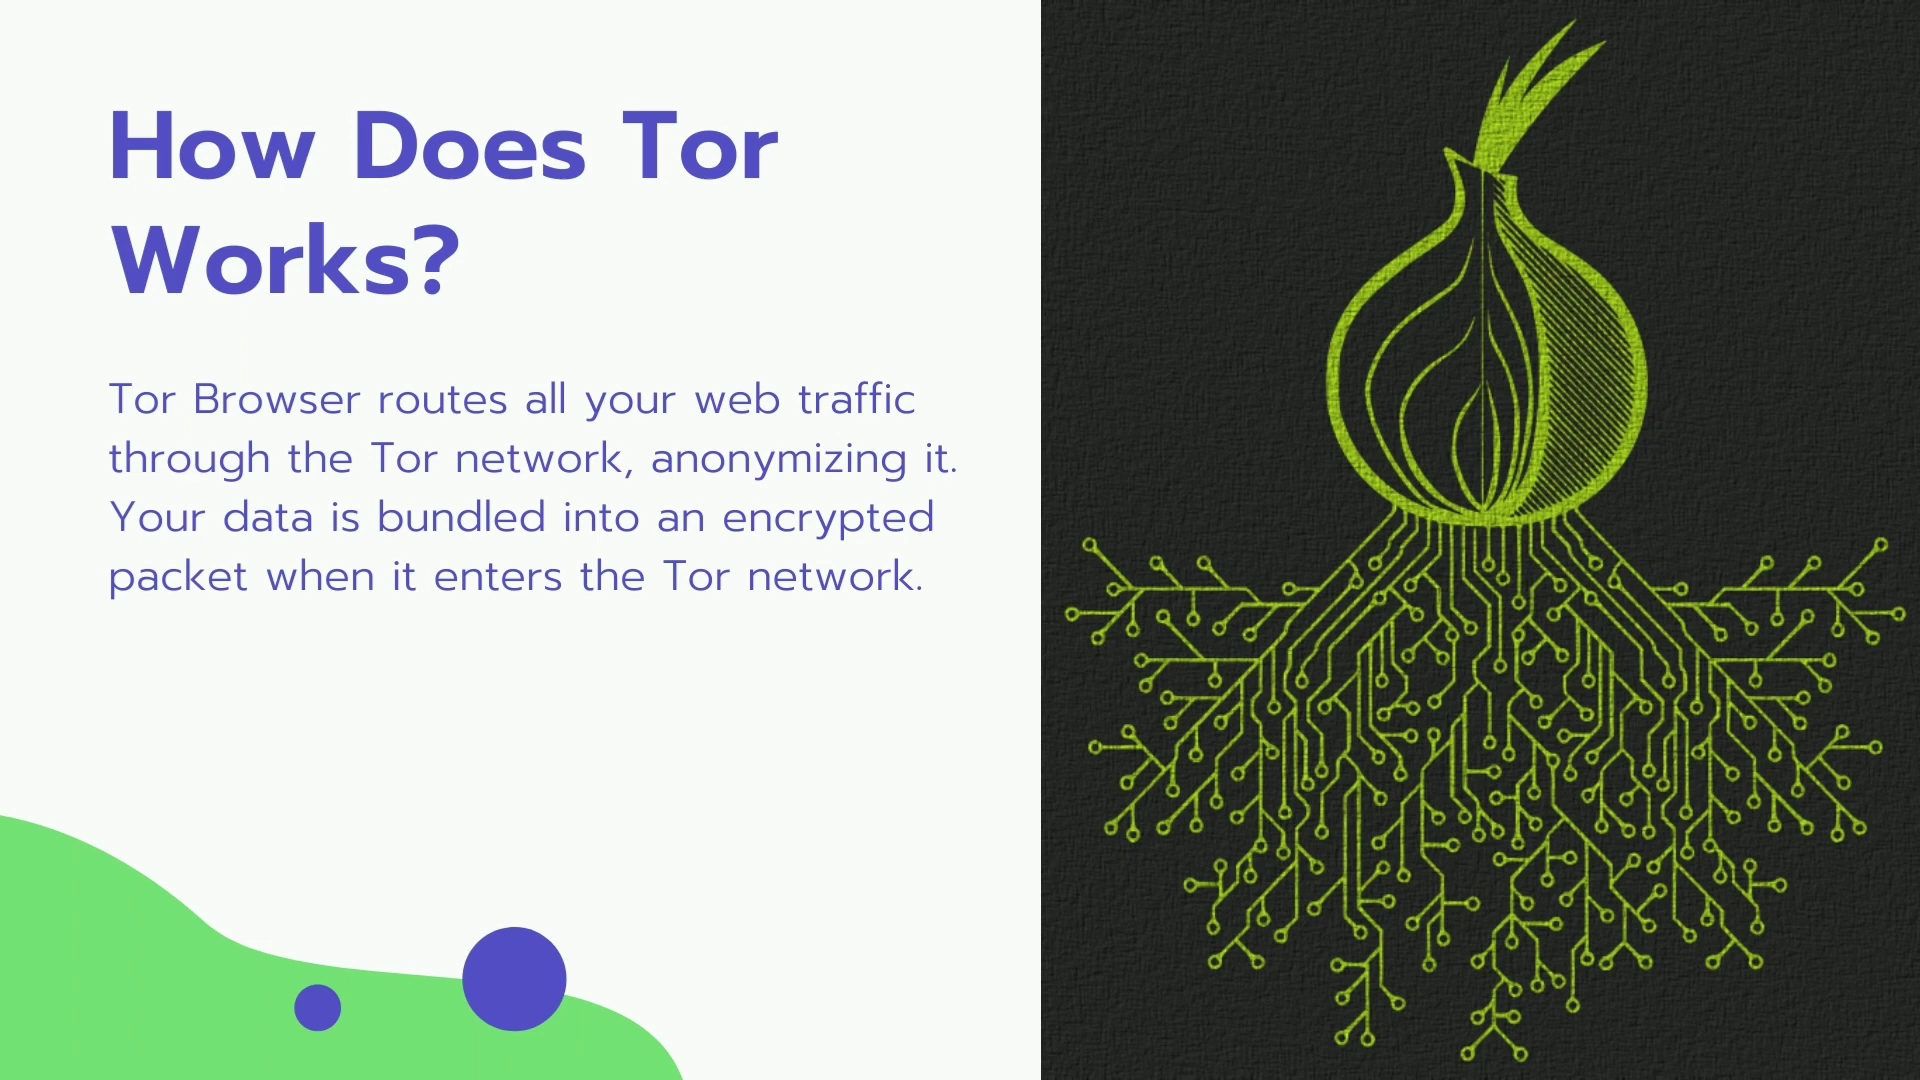 How Does Tor
Works?
Tor Browser routes all your web traffic
through the Tor network, anonymizing it.
Your data is bundled into an encrypted
packet when it enters the Tor network.